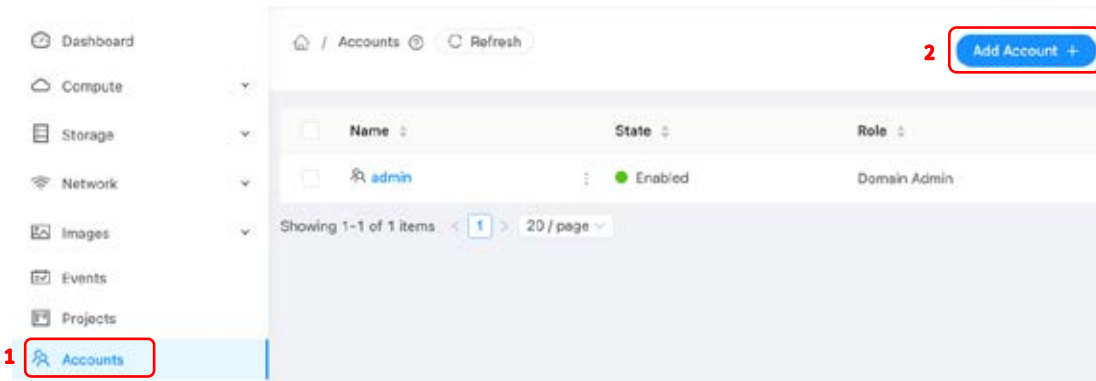 Dashboard
Compute
Storage
Network
Images
Events
Projects
1 Accounts
/ Accounts Refresh
2 Add Account +
Name State Role
admin Enabled Domain Admin
Showing 1-1 of 1 items < 1 > 20 / page